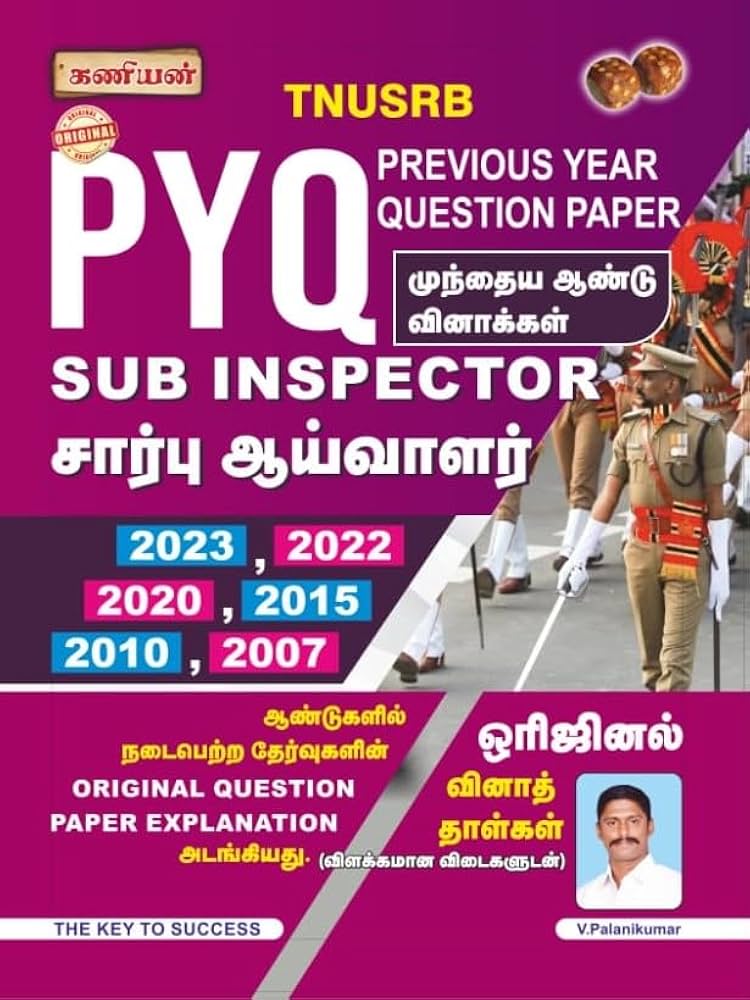 கணியன்
ORIGINAL
ORIGINAL
ORIGINAL
TNUSRB
PYQ
PREVIOUS YEAR
QUESTION PAPER
முந்தைய ஆண்டு
வினாக்கள்
SUB INSPECTOR
சார்பு ஆய்வாளர்
2023 , 2022
2020 , 2015
2010 , 2007
ஆண்டுகளில்
நடைபெற்ற தேர்வுகளின்
ORIGINAL QUESTION
PAPER EXPLANATION
அடங்கியது.
ஒரிஜினல்
வினாத்
தாள்கள்
(விளக்கமான விடைகளுடன்)
THE KEY TO SUCCESS
V.Palanikumar